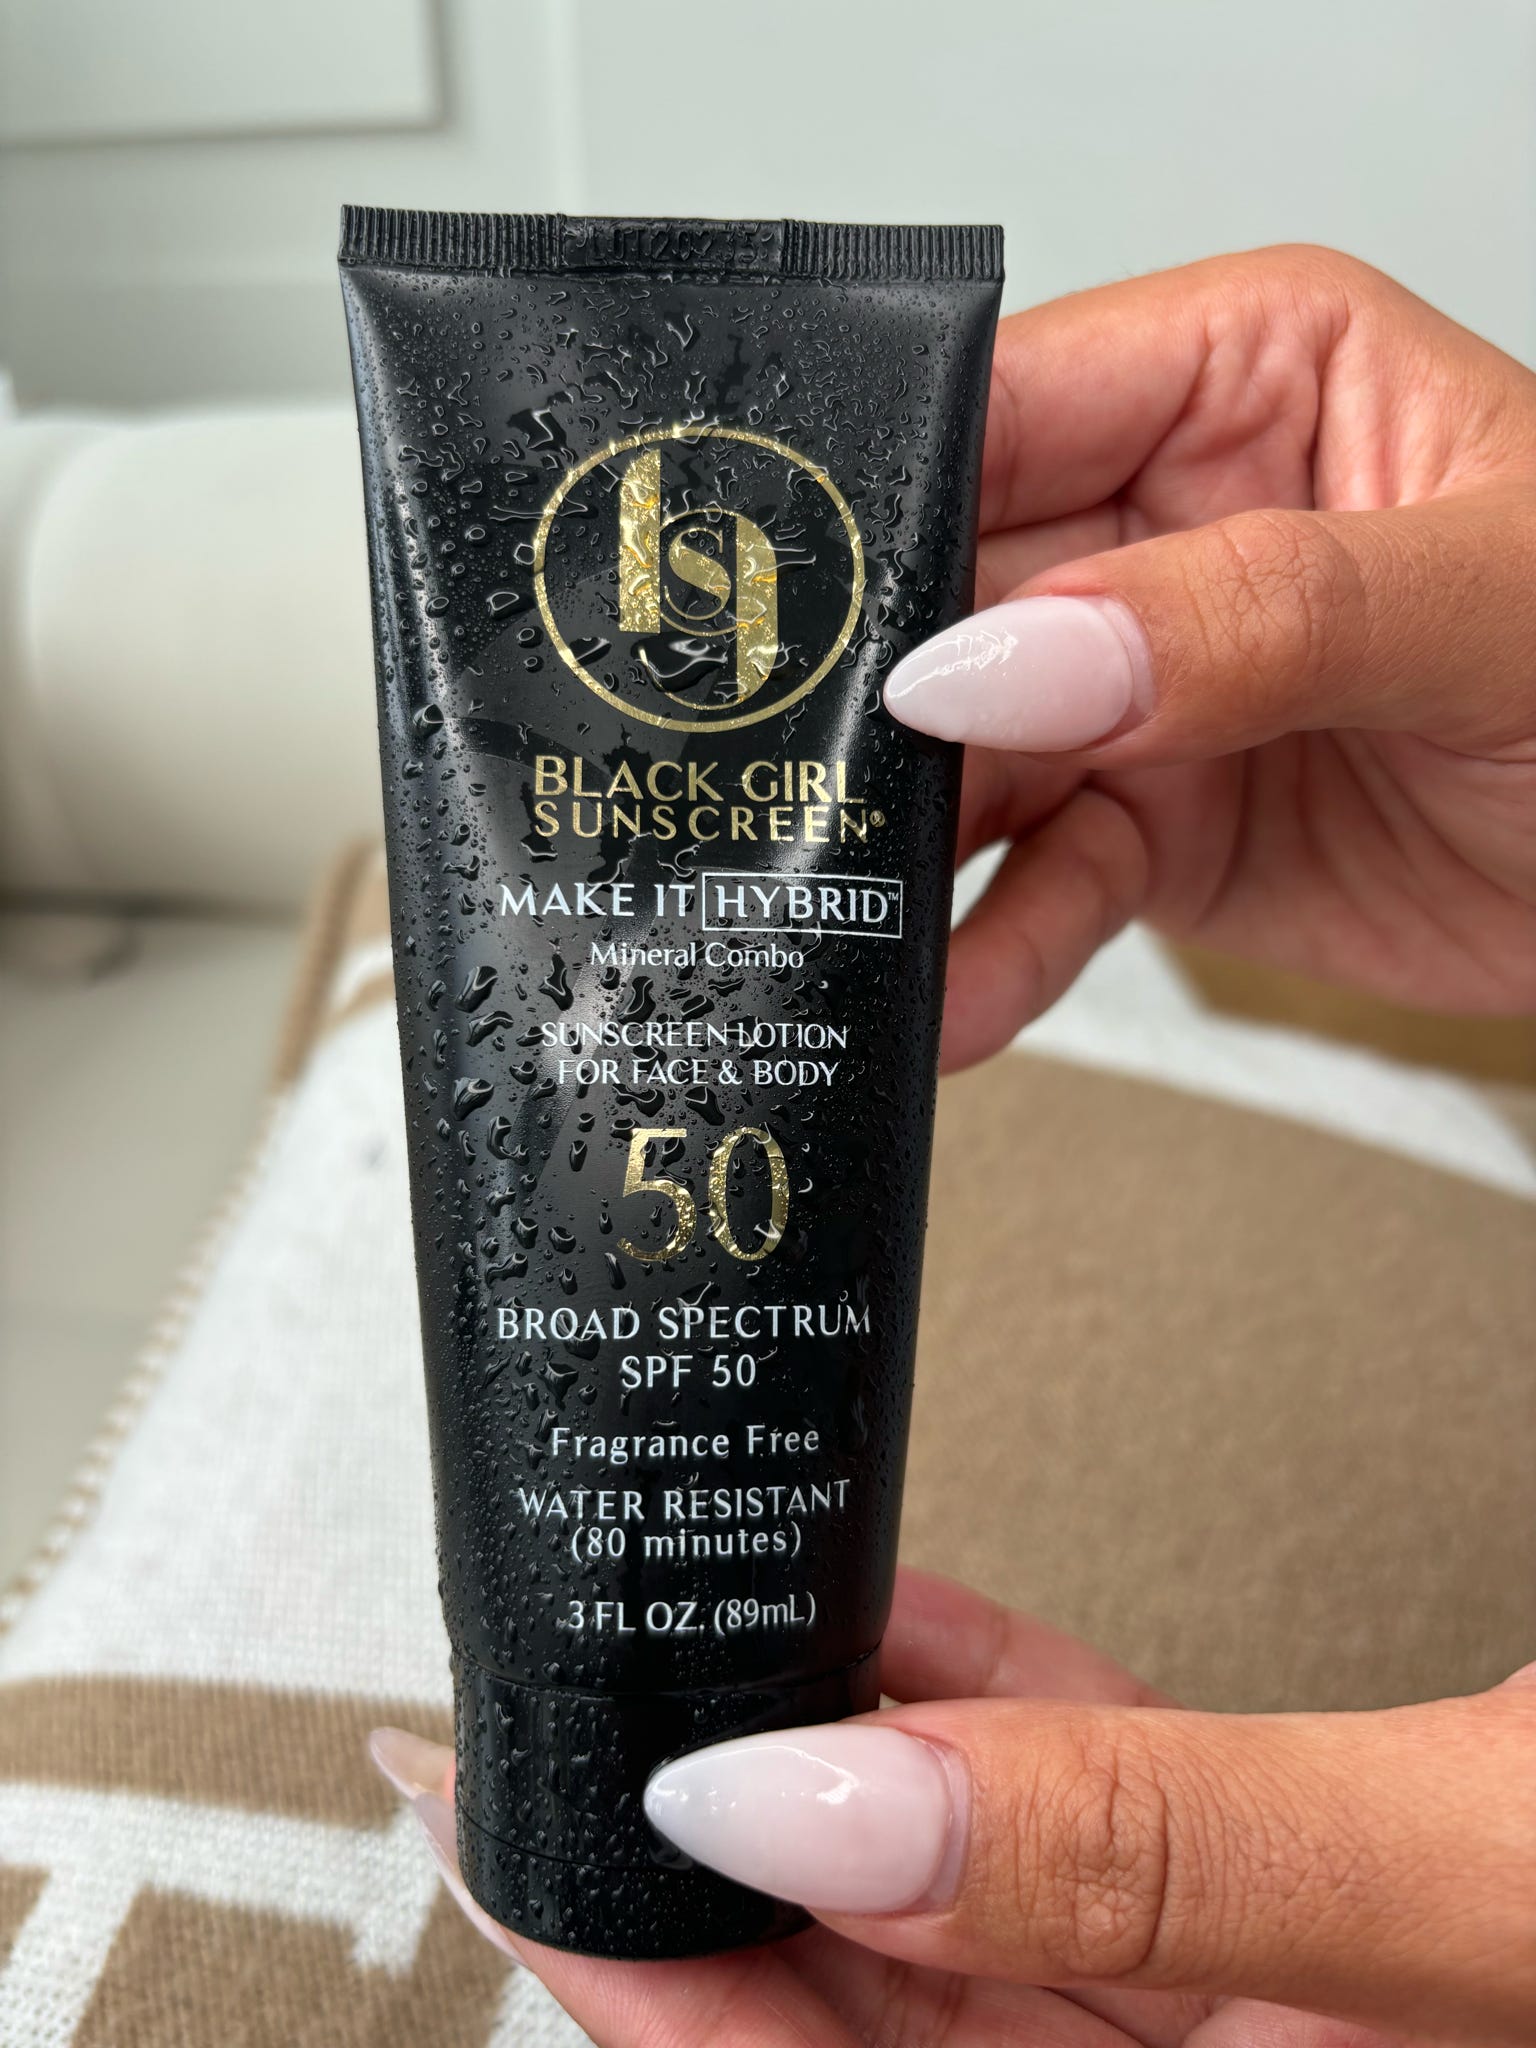 bsg
BLACK GIRL
SUNSCREEN®
MAKE IT HYBRID™
Mineral Combo
SUNSCREEN LOTION
FOR FACE & BODY
50
BROAD SPECTRUM
SPF 50
Fragrance Free
WATER RESISTANT
(80 minutes)
3 FL OZ. (89mL)